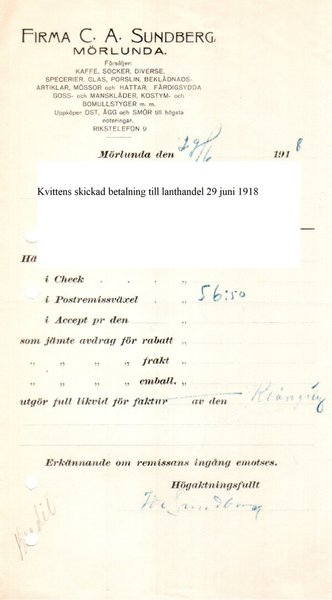 FIRMA C. A. SUNDBERG,
MÖRLUNDA.
Försäljer:
KAFFE, SOCKER, DIVERSE,
SPECERIER, GLAS, PORSLIN, BEKLÄDNADS-
ARTIKLAR, MÖSSOR och HATTAR, FÄRDIGSYDDA
GOSS- och MANSKLÄDER, KOSTYM- och
BOMULLSTYGER m. m.
Uppköper OST, ÄGG och SMÖR till högsta
noteringar.
RIKSTELEFON 9
Mörlunda den 29/6 1918
Kvittens skickad betalning till lanthandel 29 juni 1918
Hä
i Check . . . „
i Postremissväxel . „ 56:50
i Accept pr den „
som jämte avdrag för rabatt „
„ „ „ frakt „
„ „ „ emball. „
utgör full likvid för faktur av den
Erkännande om remissans ingång emotses.
Högaktningsfullt
Sundberg